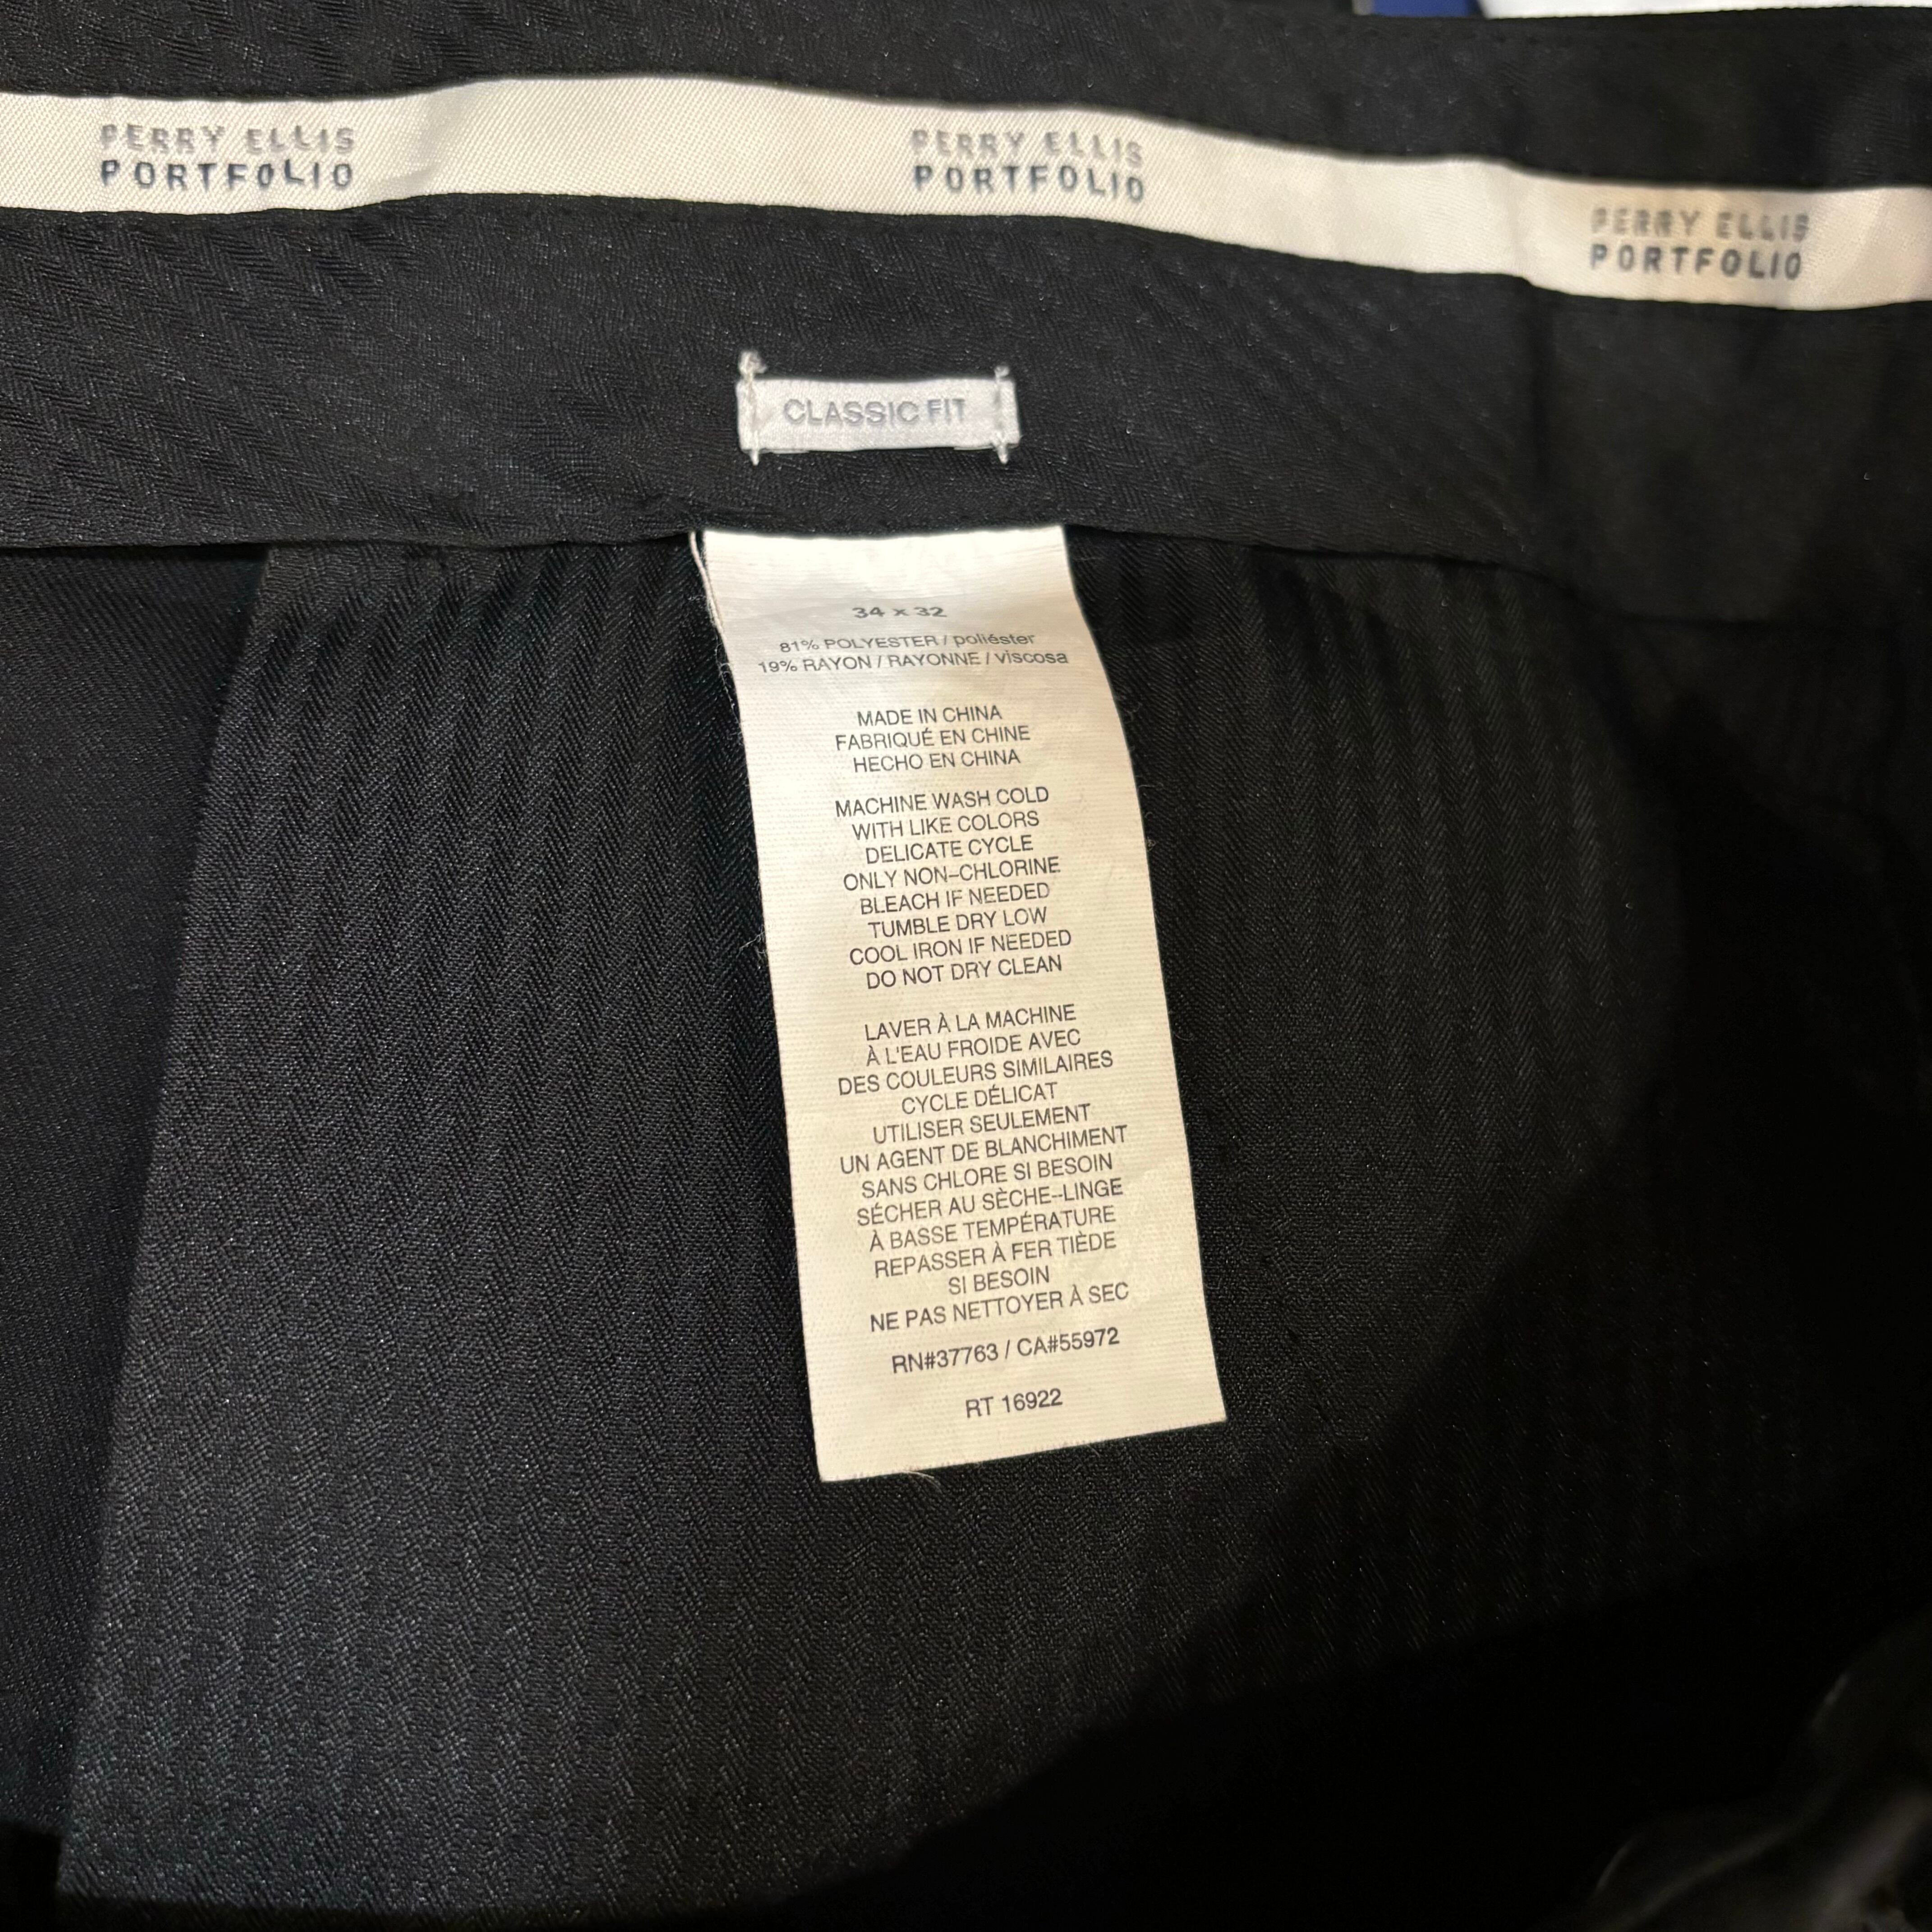 PERRY ELLIS
PORTFOLIO
PERRY ELLIS
PORTFOLIO
PERRY ELLIS
PORTFOLIO
CLASSIC FIT
34 x 32
81% POLYESTER / poliéster
19% RAYON / RAYONNE / viscosa
MADE IN CHINA
FABRIQUÉ EN CHINE
HECHO EN CHINA
MACHINE WASH COLD
WITH LIKE COLORS
DELICATE CYCLE
ONLY NON-CHLORINE
BLEACH IF NEEDED
TUMBLE DRY LOW
COOL IRON IF NEEDED
DO NOT DRY CLEAN
LAVER À LA MACHINE
À L'EAU FROIDE AVEC
DES COULEURS SIMILAIRES
CYCLE DÉLICAT
UTILISER SEULEMENT
UN AGENT DE BLANCHIMENT
SANS CHLORE SI BESOIN
SÉCHER AU SÈCHE-LINGE
À BASSE TEMPÉRATURE
REPASSER À FER TIÈDE
SI BESOIN
NE PAS NETTOYER À SEC
RN#37763 / CA#55972
RT 16922